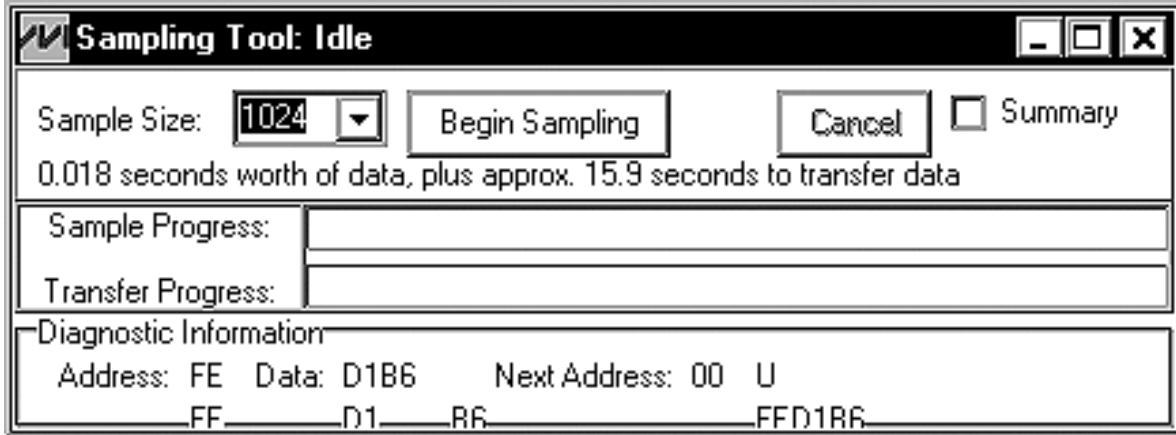 Sampling Tool: Idle
Sample Size: 1024 Begin Sampling Cancel Summary
0.018 seconds worth of data, plus approx. 15.9 seconds to transfer data
Sample Progress:
Transfer Progress:
Diagnostic Information
Address: FE Data: D1B6 Next Address: 00 U
FE D1 B6 FED1B6